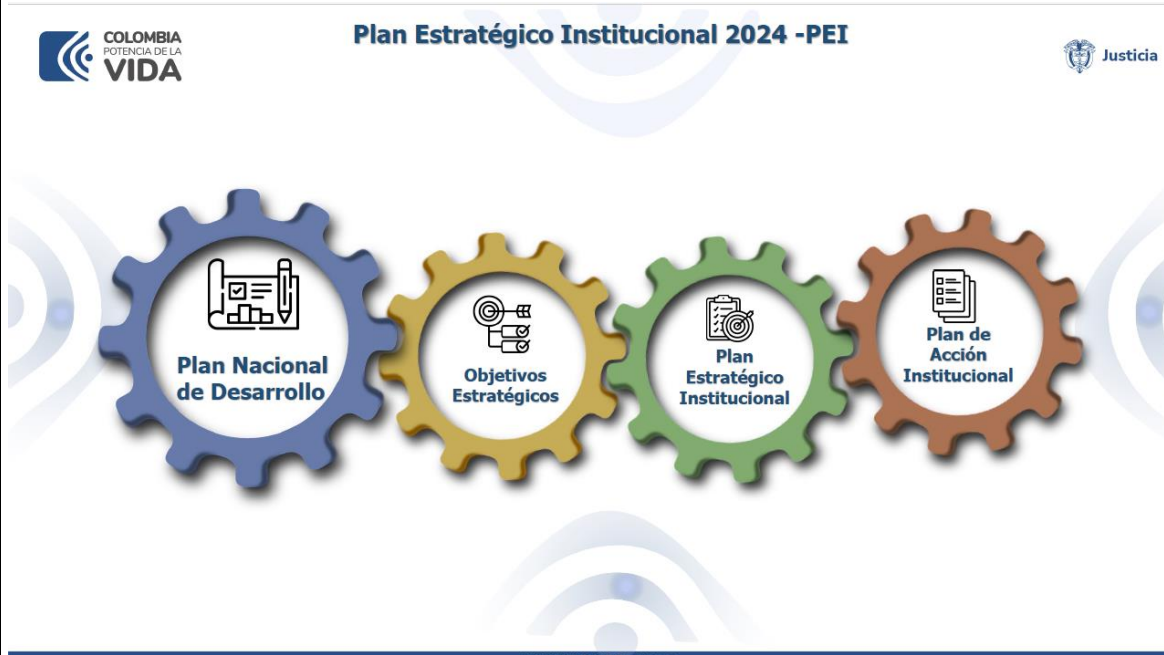 COLOMBIA
POTENCIA DE LA
VIDA
Plan Estratégico Institucional 2024 -PEI
Justicia
Plan Nacional
de Desarrollo
Objetivos
Estratégicos
Plan
Estratégico
Institucional
Plan de
Acción
Institucional